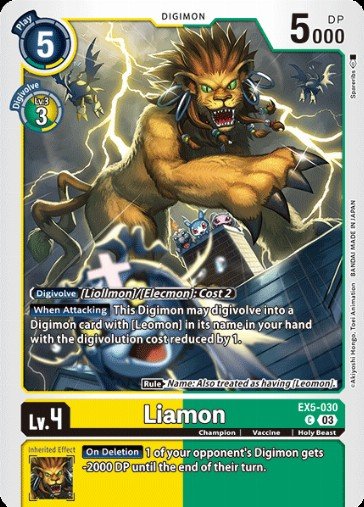 DIGIMON
Play
5
DP
5000
Digivolve
Lv.3
3
Spareribs
Digivolve [Liollmon]/[Elecmon]: Cost 2
When Attacking This Digimon may digivolve into a
Digimon card with [Leomon] in its name in your hand
with the digivolution cost reduced by 1.
Rule Name: Also treated as having [Leomon].
©Akiyoshi Hongo, Toei Animation BANDAI MADE IN JAPAN
Lv.4
Liamon
EX5-030
C 03
Champion | Vaccine | Holy Beast
Inherited Effect
On Deletion 1 of your opponent's Digimon gets
-2000 DP until the end of their turn.